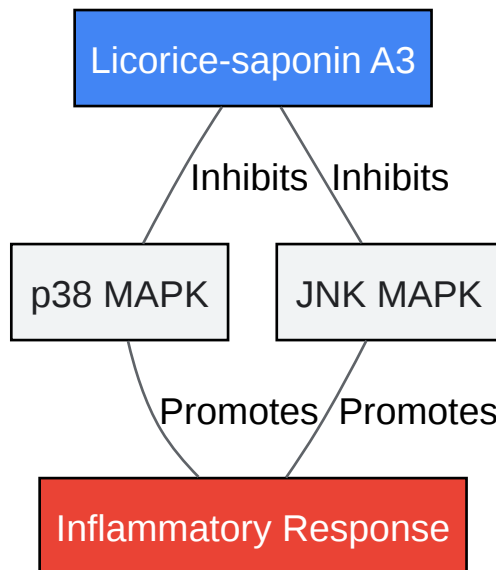 Licorice-saponin A3
Inhibits Inhibits
p38 MAPK JNK MAPK
Promotes Promotes
Inflammatory Response